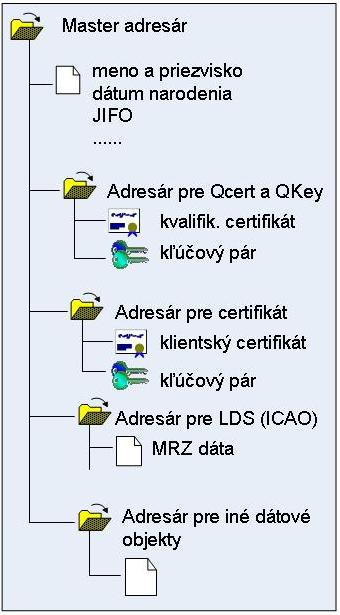 Master adresár
meno a priezvisko
dátum narodenia
JIFO
......
Adresár pre Qcert a QKey
kvalifik. certifikát
kľúčový pár
Adresár pre certifikát
klientský certifikát
kľúčový pár
Adresár pre LDS (ICAO)
MRZ dáta
Adresár pre iné dátové
objekty